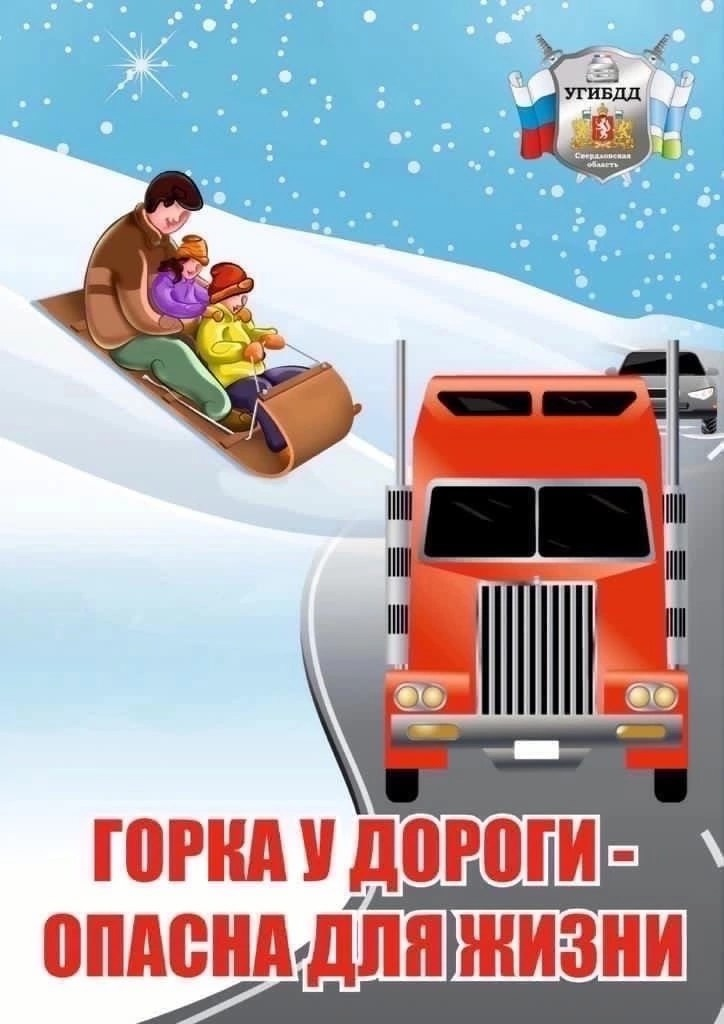 УГИБДД
Свердловская
область
ГОРКА У ДОРОГИ -
ОПАСНА ДЛЯ ЖИЗНИ